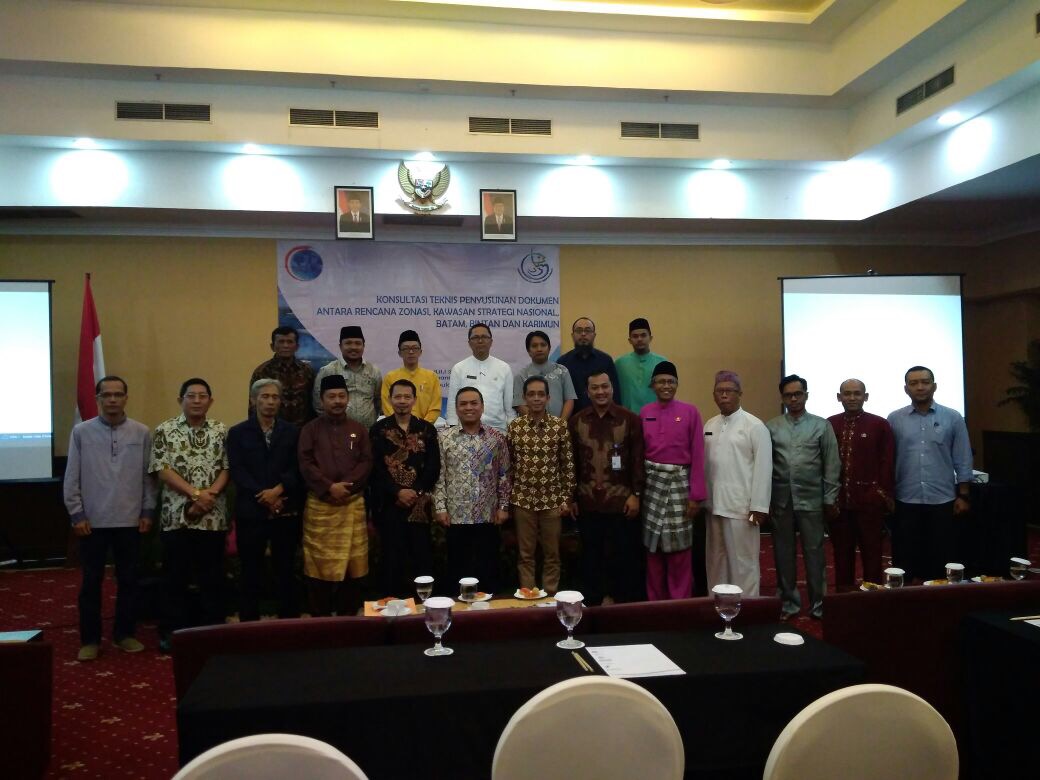 KONSULTASI TEKNIS PENYUSUNAN DOKUMEN
ANTARA RENCANA ZONASI, KAWASAN STRATEGI NASIONAL,
BATAM, BINTAN DAN KARIMUN